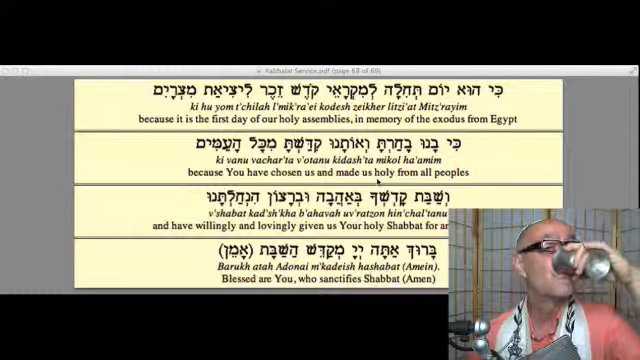 Kabbalat Service.pdf (page 68 of 69)
כִּי הוּא יוֹם תְּחִלָּה לְמִקְרָאֵי קֹדֶשׁ זֵכֶר לִיצִיאַת מִצְרָיִם
ki hu yom t'chilah l'mik'ra'ei kodesh zeikher litzi'at Mitz'rayim
because it is the first day of our holy assemblies, in memory of the exodus from Egypt
כִּי בָנוּ בָחַרְתָּ וְאוֹתָנוּ קִדַּשְׁתָּ מִכָּל הָעַמִּים
ki vanu vachar'ta v'otanu kidash'ta mikol ha'amim
because You have chosen us and made us holy from all peoples
וְשַׁבַּת קָדְשְׁךָ בְּאַהֲבָה וּבְרָצוֹן הִנְחַלְתָּנוּ
v'shabat kad'sh'kha b'ahavah uv'ratzon hin'chal'tanu
and have willingly and lovingly given us Your holy Shabbat for
בָּרוּךְ אַתָּה יְיָ מְקַדֵּשׁ הַשַּׁבָּת (אָמֵן)
Barukh atah Adonai m'kadeish hashabat (Amein).
Blessed are You, who sanctifies Shabbat (Amen)